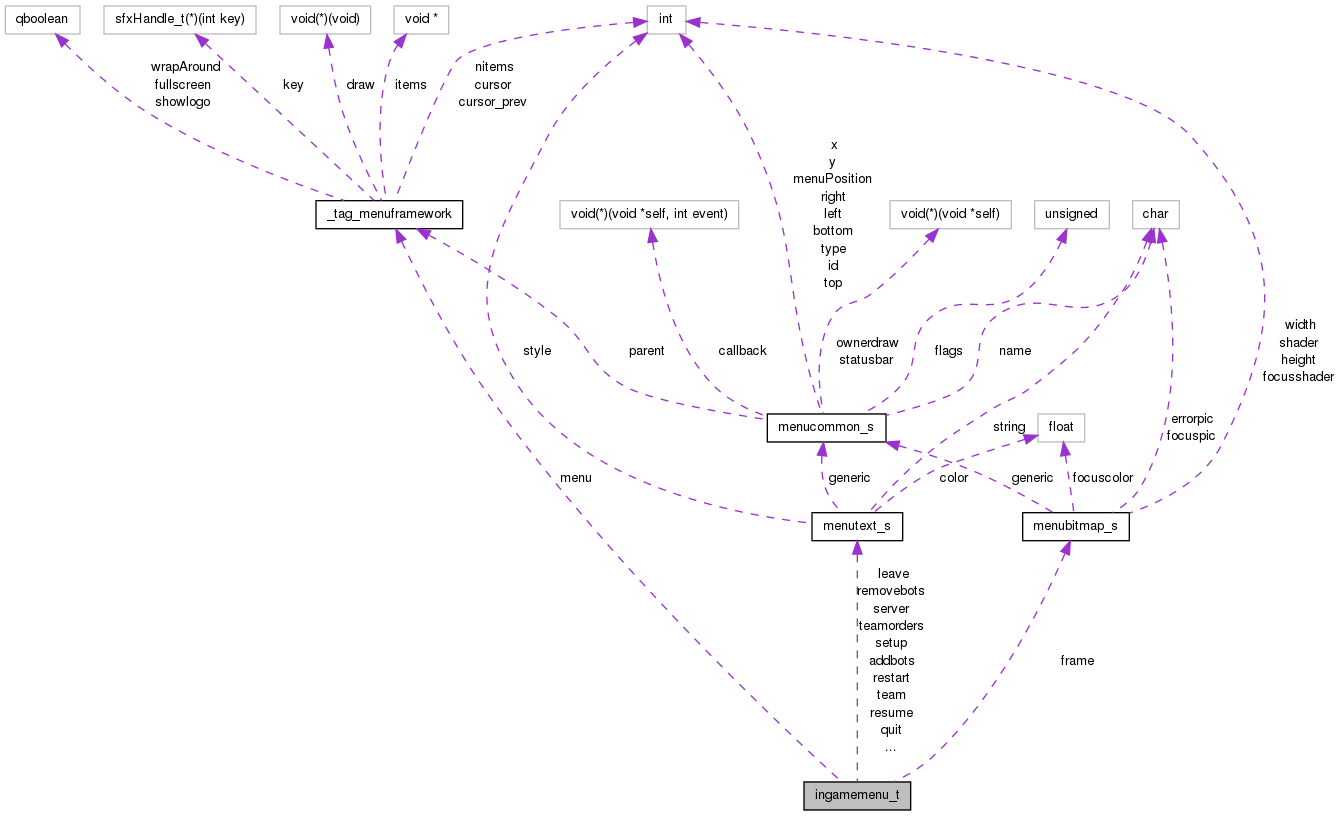 qboolean
sfxHandle_t(*)(int key)
void(*)(void)
void *
int
wrapAround
fullscreen
showlogo
key
draw
items
nitems
cursor
cursor_prev
x
y
menuPosition
right
left
bottom
type
id
top
_tag_menuframework
void(*)(void *self, int event)
void(*)(void *self)
unsigned
char
style
parent
callback
ownerdraw
statusbar
flags
name
width
shader
height
focusshader
menucommon_s
string
float
errorpic
focuspic
menu
generic
color
generic
focuscolor
menutext_s
menubitmap_s
leave
removebots
server
teamorders
setup
addbots
restart
team
resume
quit
...
frame
ingamemenu_t